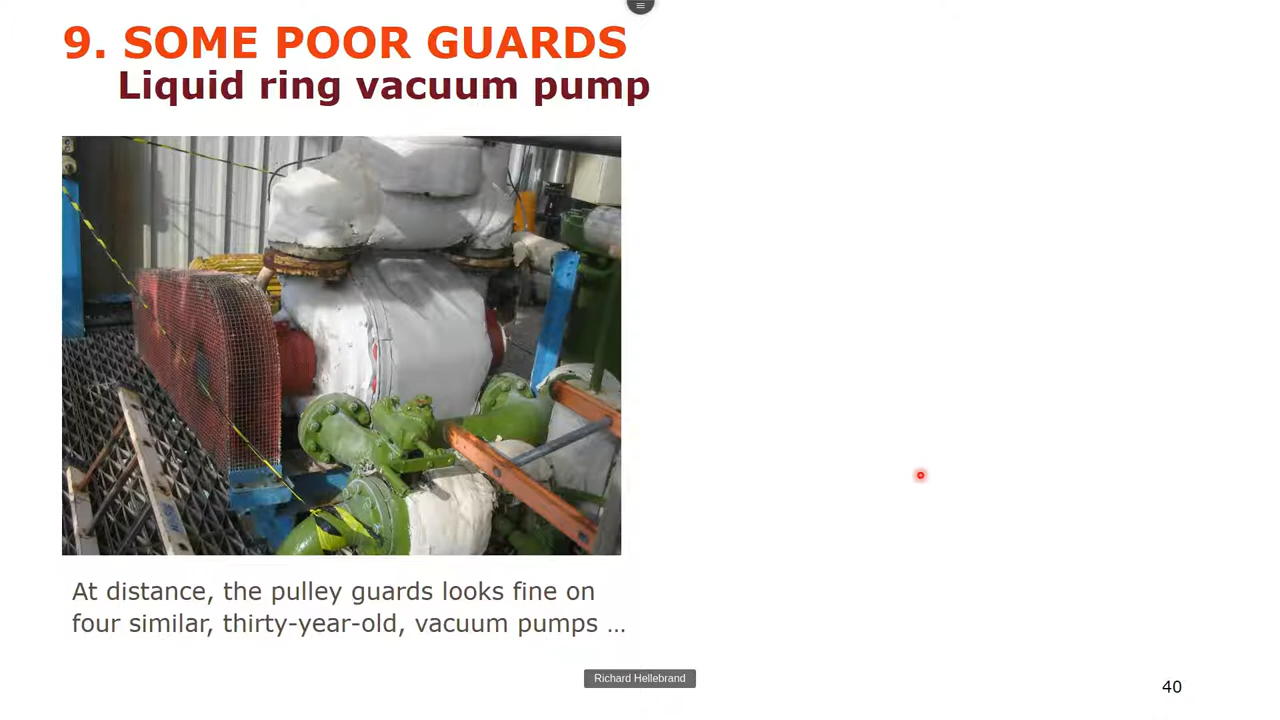 9. SOME POOR GUARDS
Liquid ring vacuum pump
At distance, the pulley guards looks fine on
four similar, thirty-year-old, vacuum pumps …
Richard Hellebrand
40